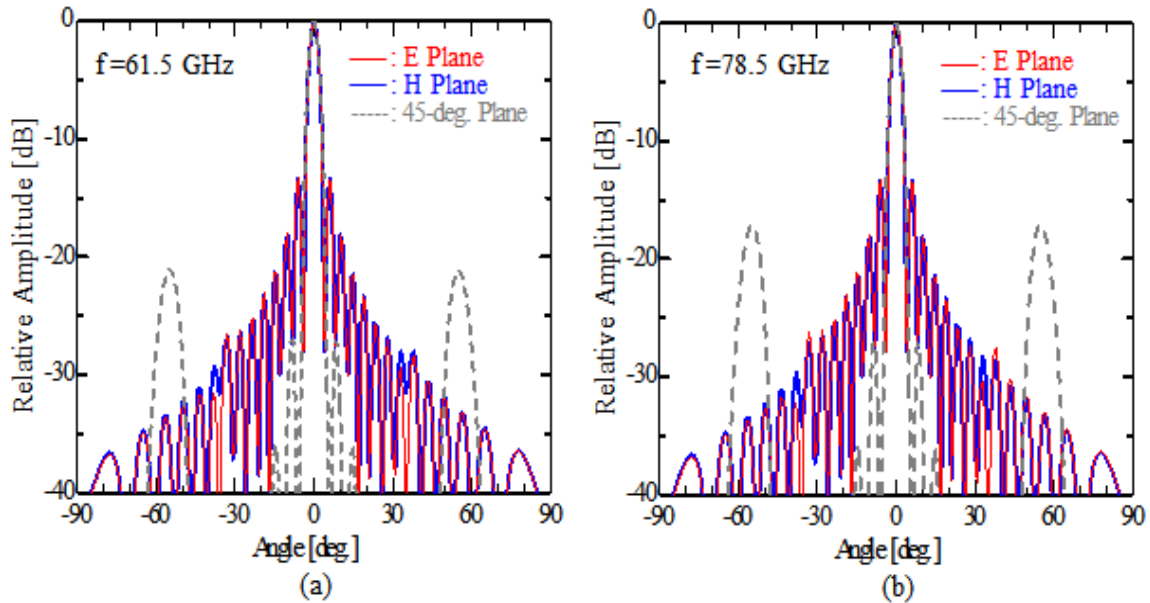 f=61.5 GHz
: E Plane
: H Plane
: 45-deg. Plane
Relative Amplitude [dB]
0
-10
-20
-30
-40
-90 -60 -30 0 30 60 90
Angle [deg.]
(a)
f=78.5 GHz
: E Plane
: H Plane
: 45-deg. Plane
Relative Amplitude [dB]
0
-10
-20
-30
-40
-90 -60 -30 0 30 60 90
Angle [deg.]
(b)